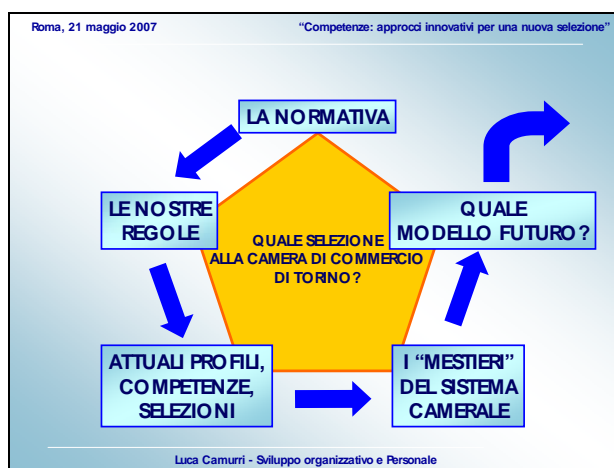 Roma, 21 maggio 2007
“Competenze: approcci innovativi per una nuova selezione”
LA NORMATIVA
LE NOSTRE
REGOLE
QUALE
MODELLO FUTURO?
QUALE SELEZIONE
ALLA CAMERA DI COMMERCIO
DI TORINO?
ATTUALI PROFILI,
COMPETENZE,
SELEZIONI
I “MESTIERI”
DEL SISTEMA
CAMERALE
Luca Camurri - Sviluppo organizzativo e Personale